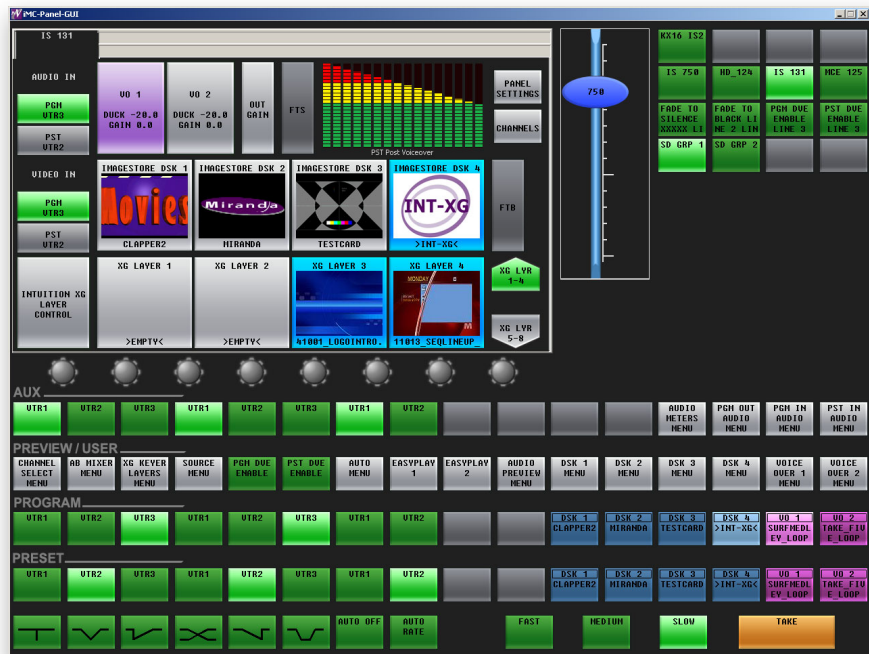 iMC-Panel-GUI
IS 131
AUDIO IN
PGM
VTR3
PST
VTR2
VO 1
DUCK -20.0
GAIN 0.0
VO 2
DUCK -20.0
GAIN 0.0
OUT
GAIN
FTS
PST Post Voiceover
PANEL
SETTINGS
CHANNELS
VIDEO IN
PGM
VTR3
PST
VTR2
IMAGESTORE DSK 1
Movies
CLAPPER2
IMAGESTORE DSK 2
Miranda
MIRANDA
IMAGESTORE DSK 3
TESTCARD
IMAGESTORE DSK 4
INT-XG
>INT-XG<
FTB
INTUITION XG
LAYER
CONTROL
XG LAYER 1
>EMPTY<
XG LAYER 2
>EMPTY<
XG LAYER 3
41001_LOGOINTRO.
XG LAYER 4
MONDAY
M
11013_SEQLINEUP_
XG LYR
1-4
XG LYR
5-8
750
KX16 IS2
IS 750
HD_124
IS 131
MCE 125
FADE TO
SILENCE
XXXXX LI
FADE TO
BLACK LI
NE 2 LIN
PGM DVE
ENABLE
LINE 3
PST DVE
ENABLE
LINE 3
SD GRP 1
SD GRP 2
AUX
VTR1
VTR2
VTR3
VTR1
VTR2
VTR3
VTR1
VTR2
AUDIO
METERS
MENU
PGM OUT
AUDIO
MENU
PGM IN
AUDIO
MENU
PST IN
AUDIO
MENU
PREVIEW / USER
CHANNEL
SELECT
MENU
AB MIXER
MENU
XG KEYER
LAYERS
MENU
SOURCE
MENU
PGM DVE
ENABLE
PST DVE
ENABLE
AUTO
MENU
EASYPLAY
1
EASYPLAY
2
AUDIO
PREVIEW
MENU
DSK 1
MENU
DSK 2
MENU
DSK 3
MENU
DSK 4
MENU
VOICE
OVER 1
MENU
VOICE
OVER 2
MENU
PROGRAM
VTR1
VTR2
VTR3
VTR1
VTR2
VTR3
VTR1
VTR2
DSK 1
CLAPPER2
DSK 2
MIRANDA
DSK 3
TESTCARD
DSK 4
>INT-XG<
VO 1
SURFMEDL
EY_LOOP
VO 2
TAKE_FIV
E_LOOP
PRESET
VTR1
VTR2
VTR3
VTR1
VTR2
VTR3
VTR1
VTR2
DSK 1
CLAPPER2
DSK 2
MIRANDA
DSK 3
TESTCARD
DSK 4
>INT-XG<
VO 1
SURFMEDL
EY_LOOP
VO 2
TAKE_FIV
E_LOOP
AUTO OFF
AUTO
RATE
FAST
MEDIUM
SLOW
TAKE